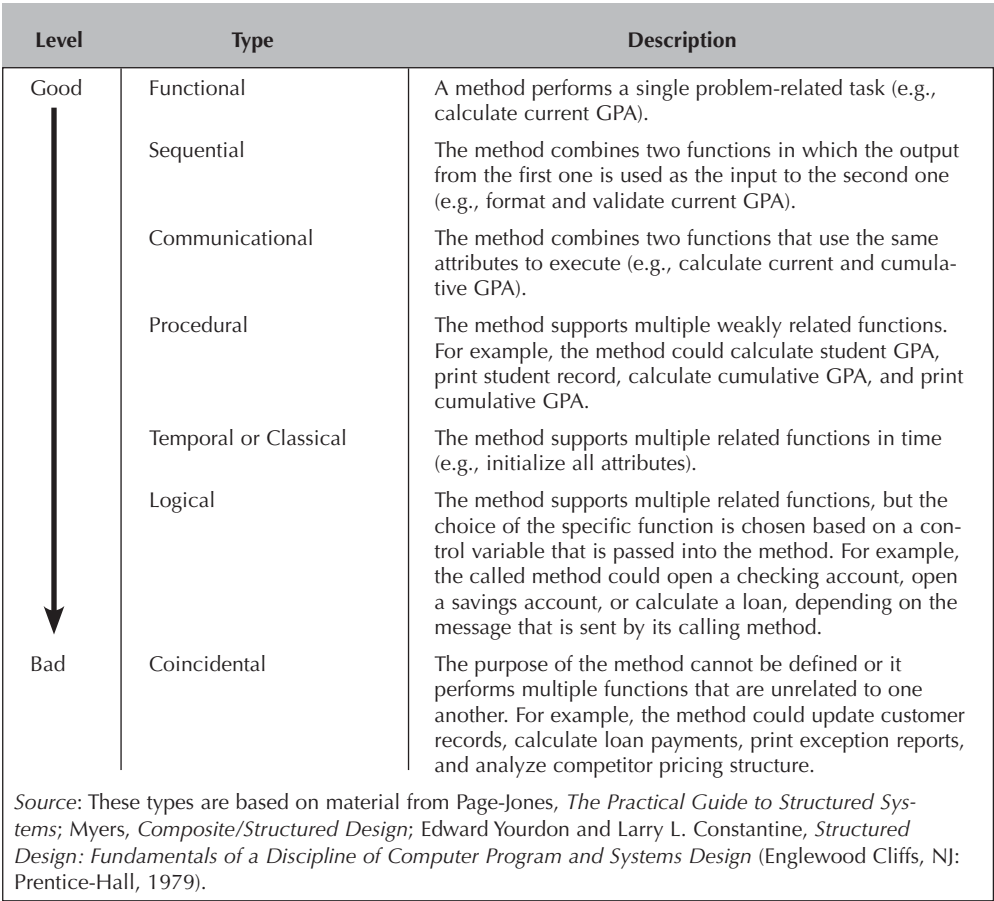 Level Type Description
Good Functional A method performs a single problem-related task (e.g.,
calculate current GPA).
Sequential The method combines two functions in which the output
from the first one is used as the input to the second one
(e.g., format and validate current GPA).
Communicational The method combines two functions that use the same
attributes to execute (e.g., calculate current and cumula-
tive GPA).
Procedural The method supports multiple weakly related functions.
For example, the method could calculate student GPA,
print student record, calculate cumulative GPA, and print
cumulative GPA.
Temporal or Classical The method supports multiple related functions in time
(e.g., initialize all attributes).
Logical The method supports multiple related functions, but the
choice of the specific function is chosen based on a con-
trol variable that is passed into the method. For example,
the called method could open a checking account, open
a savings account, or calculate a loan, depending on the
message that is sent by its calling method.
Bad Coincidental The purpose of the method cannot be defined or it
performs multiple functions that are unrelated to one
another. For example, the method could update customer
records, calculate loan payments, print exception reports,
and analyze competitor pricing structure.
Source: These types are based on material from Page-Jones, The Practical Guide to Structured Sys-
tems; Myers, Composite/Structured Design; Edward Yourdon and Larry L. Constantine, Structured
Design: Fundamentals of a Discipline of Computer Program and Systems Design (Englewood Cliffs, NJ:
Prentice-Hall, 1979).